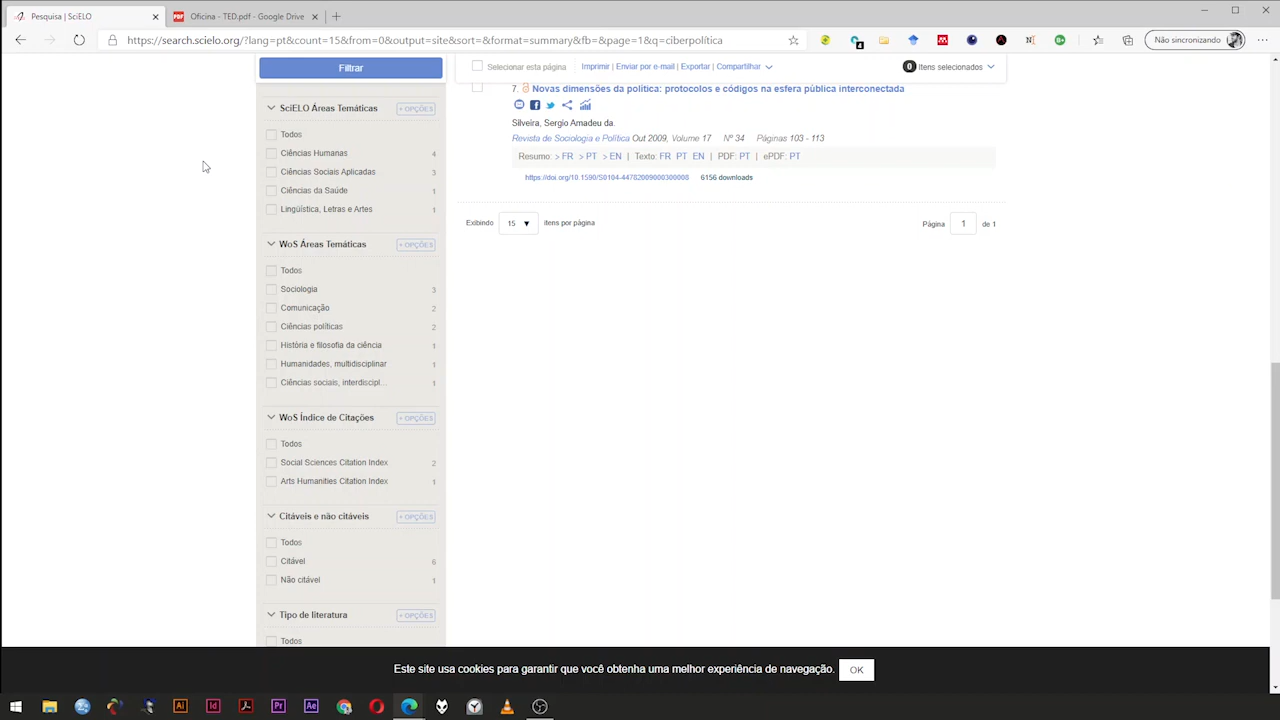 Pesquisa | SciELO
Oficina - TED.pdf - Google Drive
https://search.scielo.org/?lang=pt&count=15&from=0&output=site&sort=&format=summary&fb=&page=1&q=ciberpolítica
Não sincronizando
Filtrar
Selecionar esta página
Imprimir | Enviar por e-mail | Exportar | Compartilhar
0 Itens selecionados
7. Novas dimensões da política: protocolos e códigos na esfera pública interconectada
Silveira, Sergio Amadeu da.
Revista de Sociologia e Política Out 2009, Volume 17 Nº 34 Páginas 103 - 113
Resumo: > FR > PT > EN | Texto: FR PT EN | PDF: PT | ePDF: PT
https://doi.org/10.1590/S0104-44782009000300008 6156 downloads
Exibindo 15 itens por página
Página 1 de 1
SciELO Áreas Temáticas + OPÇÕES
Todos
Ciências Humanas 4
Ciências Sociais Aplicadas 3
Ciências da Saúde 1
Lingüística, Letras e Artes 1
WoS Áreas Temáticas + OPÇÕES
Todos
Sociologia 3
Comunicação 2
Ciências políticas 2
História e filosofia da ciência 1
Humanidades, multidisciplinar 1
Ciências sociais, interdiscipl... 1
WoS Índice de Citações + OPÇÕES
Todos
Social Sciences Citation Index 2
Arts Humanities Citation Index 1
Citáveis e não citáveis + OPÇÕES
Todos
Citável 6
Não citável 1
Tipo de literatura + OPÇÕES
Todos
Este site usa cookies para garantir que você obtenha uma melhor experiência de navegação. OK
Ai Id Pr Ae